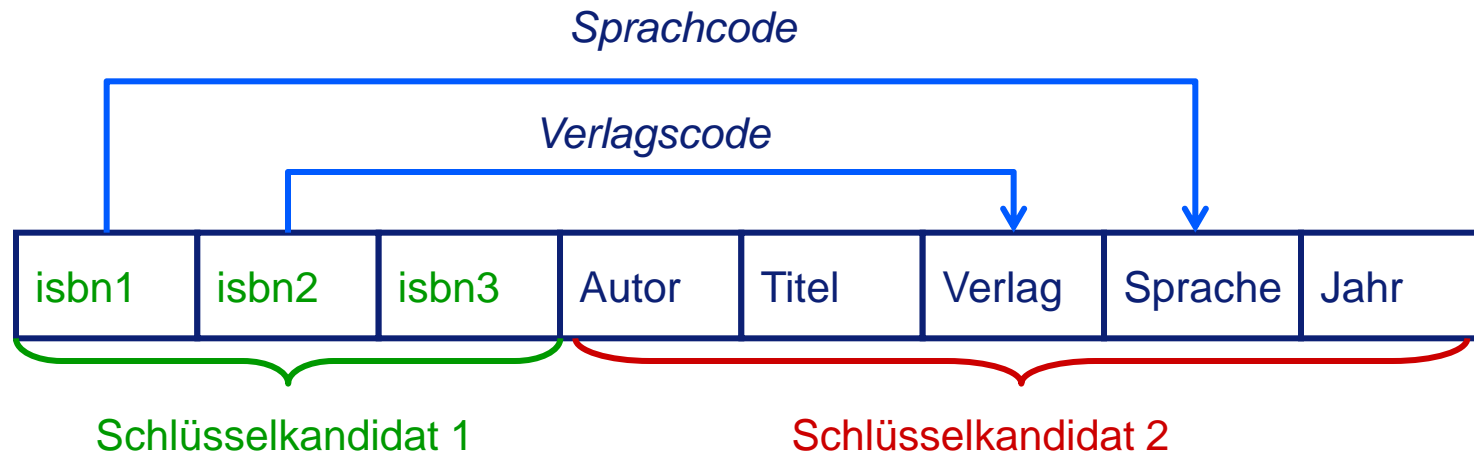 Sprachcode
Verlagscode
isbn1 isbn2 isbn3 Autor Titel Verlag Sprache Jahr
Schlüsselkandidat 1 Schlüsselkandidat 2